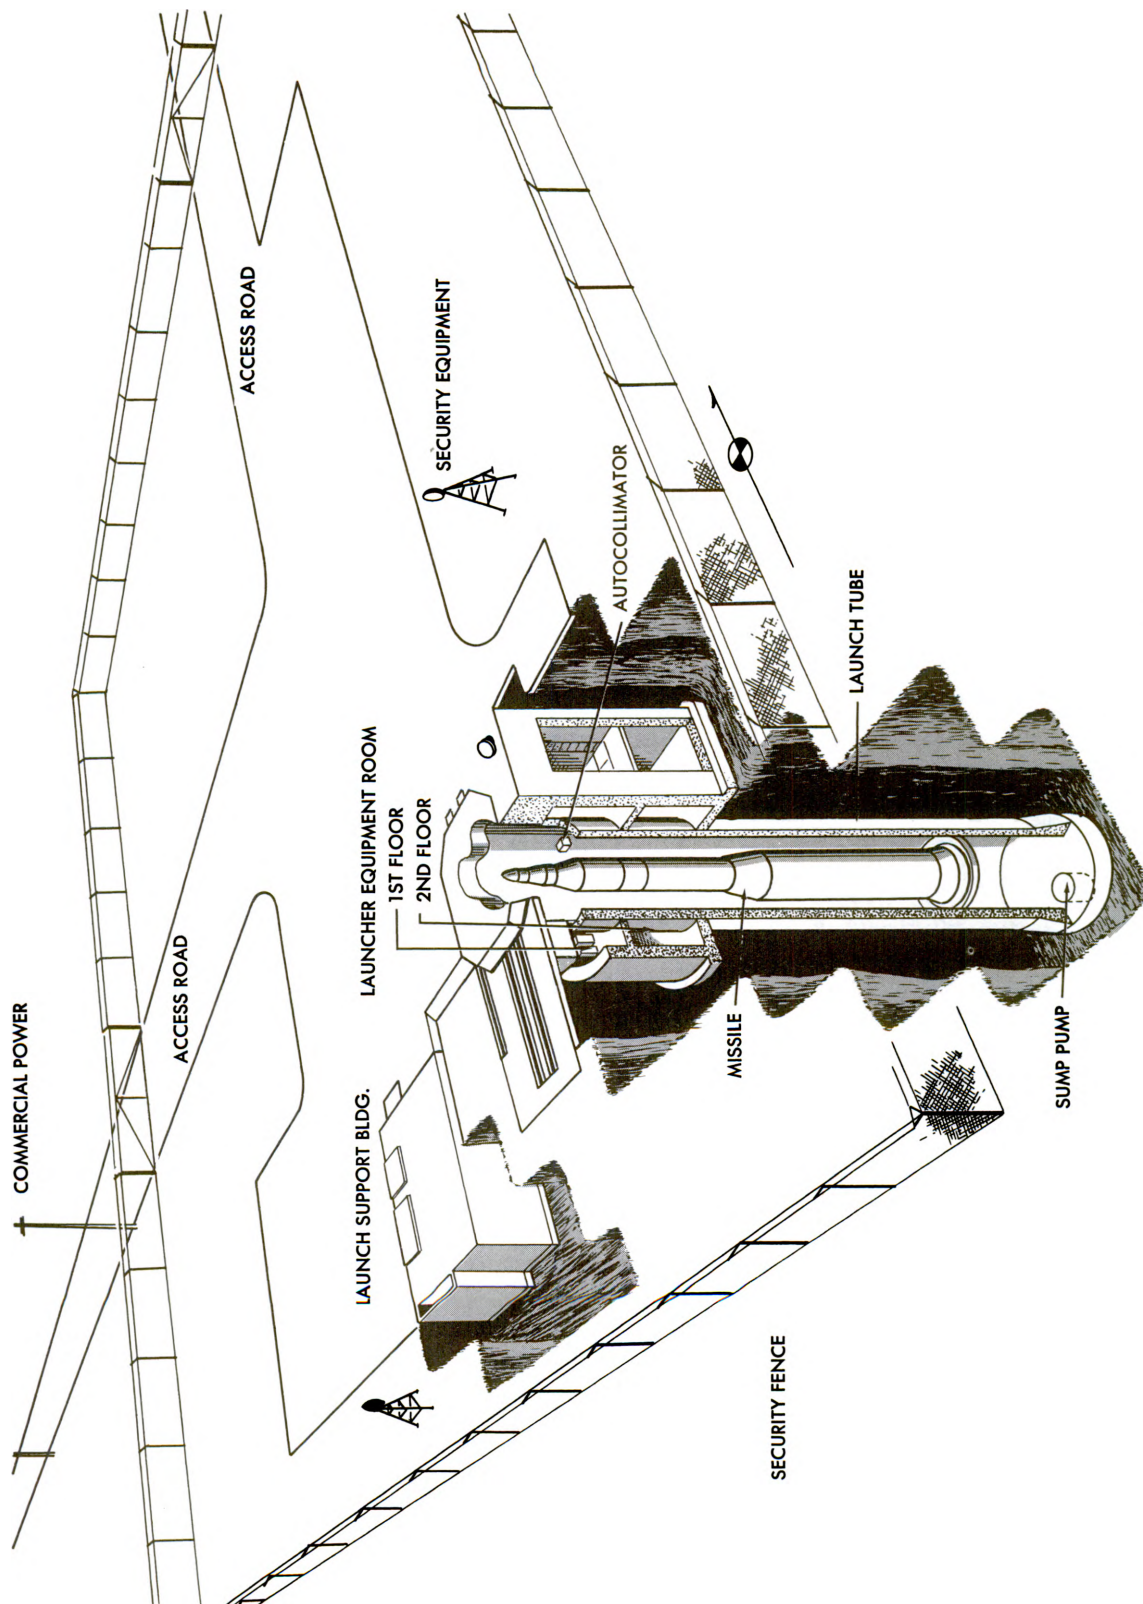 COMMERCIAL POWER
ACCESS ROAD
ACCESS ROAD
SECURITY EQUIPMENT
LAUNCH SUPPORT BLDG.
LAUNCHER EQUIPMENT ROOM
1ST FLOOR
2ND FLOOR
AUTOCOLLIMATOR
MISSILE
LAUNCH TUBE
SECURITY FENCE
SUMP PUMP